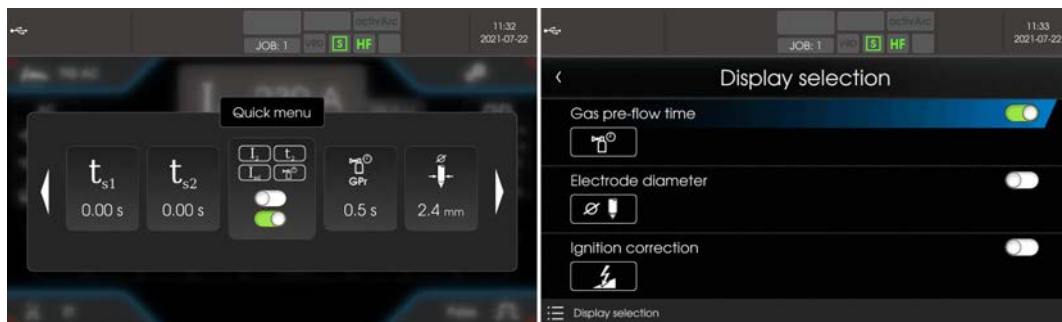 activArc
11:32
JOB: 1 VRD S HF
2021-07-22
Quick menu
ts1
0.00 s
ts2
0.00 s
GPr
0.5 s
2.4 mm
activArc
11:33
JOB: 1 VRD S HF
2021-07-22
Display selection
Gas pre-flow time
Electrode diameter
Ignition correction
Display selection